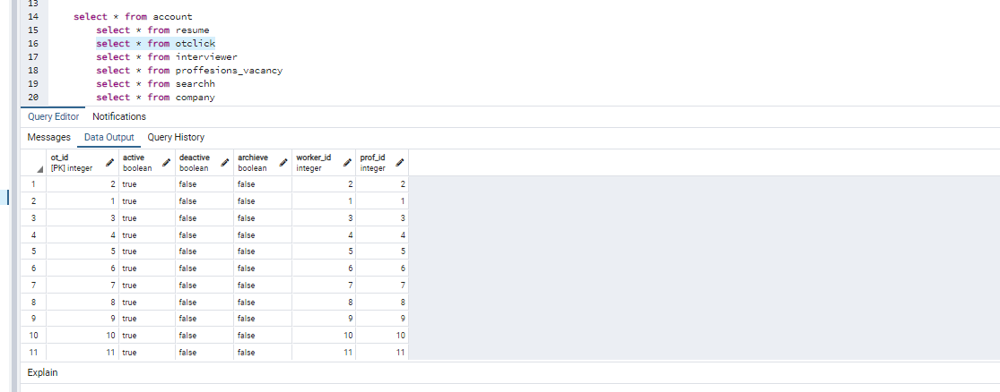 13
14 select * from account
15 select * from resume
16 select * from otclick
17 select * from interviewer
18 select * from proffesions_vacancy
19 select * from searchh
20 select * from company
Query Editor Notifications
Messages Data Output Query History
ot_id active deactive archieve worker_id prof_id
[PK] integer boolean boolean boolean integer integer
1 2 true false false 2 2
2 1 true false false 1 1
3 3 true false false 3 3
4 4 true false false 4 4
5 5 true false false 5 5
6 6 true false false 6 6
7 7 true false false 7 7
8 8 true false false 8 8
9 9 true false false 9 9
10 10 true false false 10 10
11 11 true false false 11 11
Explain